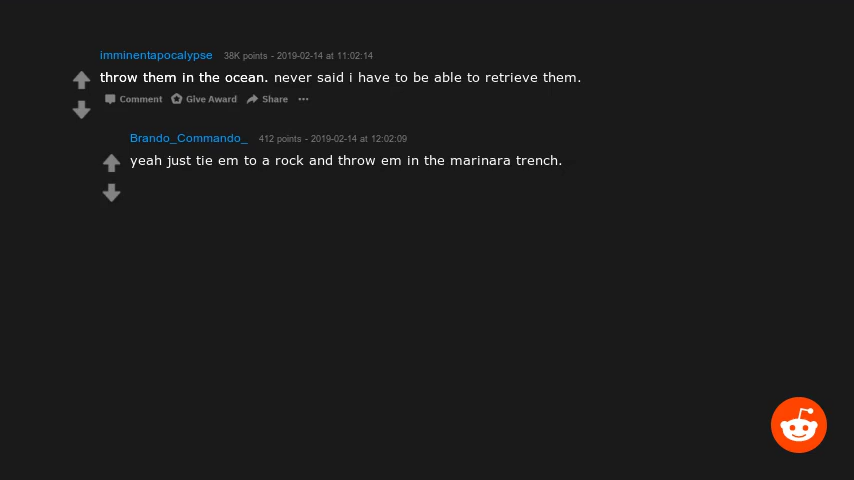 imminentapocalypse 38K points - 2019-02-14 at 11:02:14
throw them in the ocean. never said i have to be able to retrieve them.
Comment Give Award Share ···
Brando_Commando_ 412 points - 2019-02-14 at 12:02:09
yeah just tie em to a rock and throw em in the marinara trench.